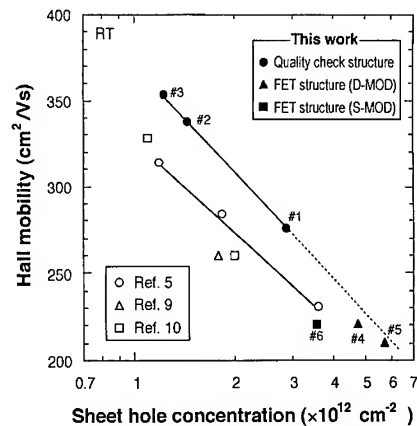 RT
This work
● Quality check structure
▲ FET structure (D-MOD)
■ FET structure (S-MOD)
#3
#2
#1
#6
#4
#5
○ Ref. 5
△ Ref. 9
□ Ref. 10
400
350
300
250
200
0.7
1
2
3
4
5
6
7
Hall mobility (cm²/Vs)
Sheet hole concentration (×10¹² cm⁻²)